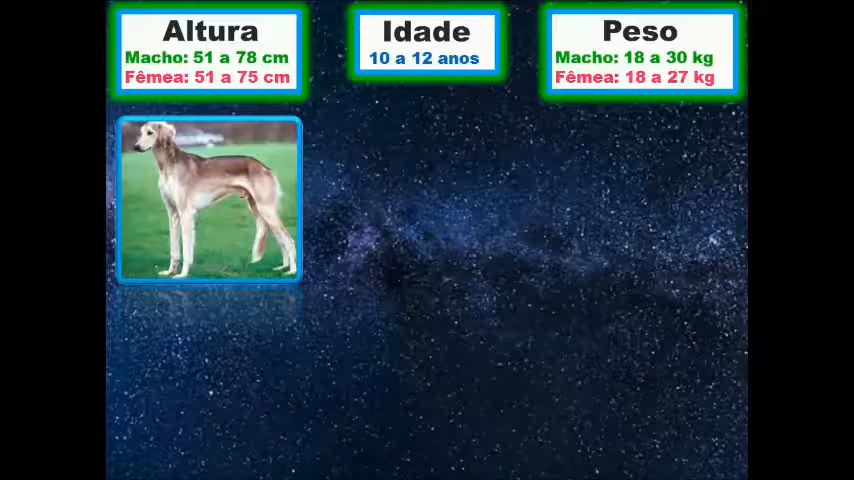 Altura
Macho: 51 a 78 cm
Fêmea: 51 a 75 cm
Idade
10 a 12 anos
Peso
Macho: 18 a 30 kg
Fêmea: 18 a 27 kg